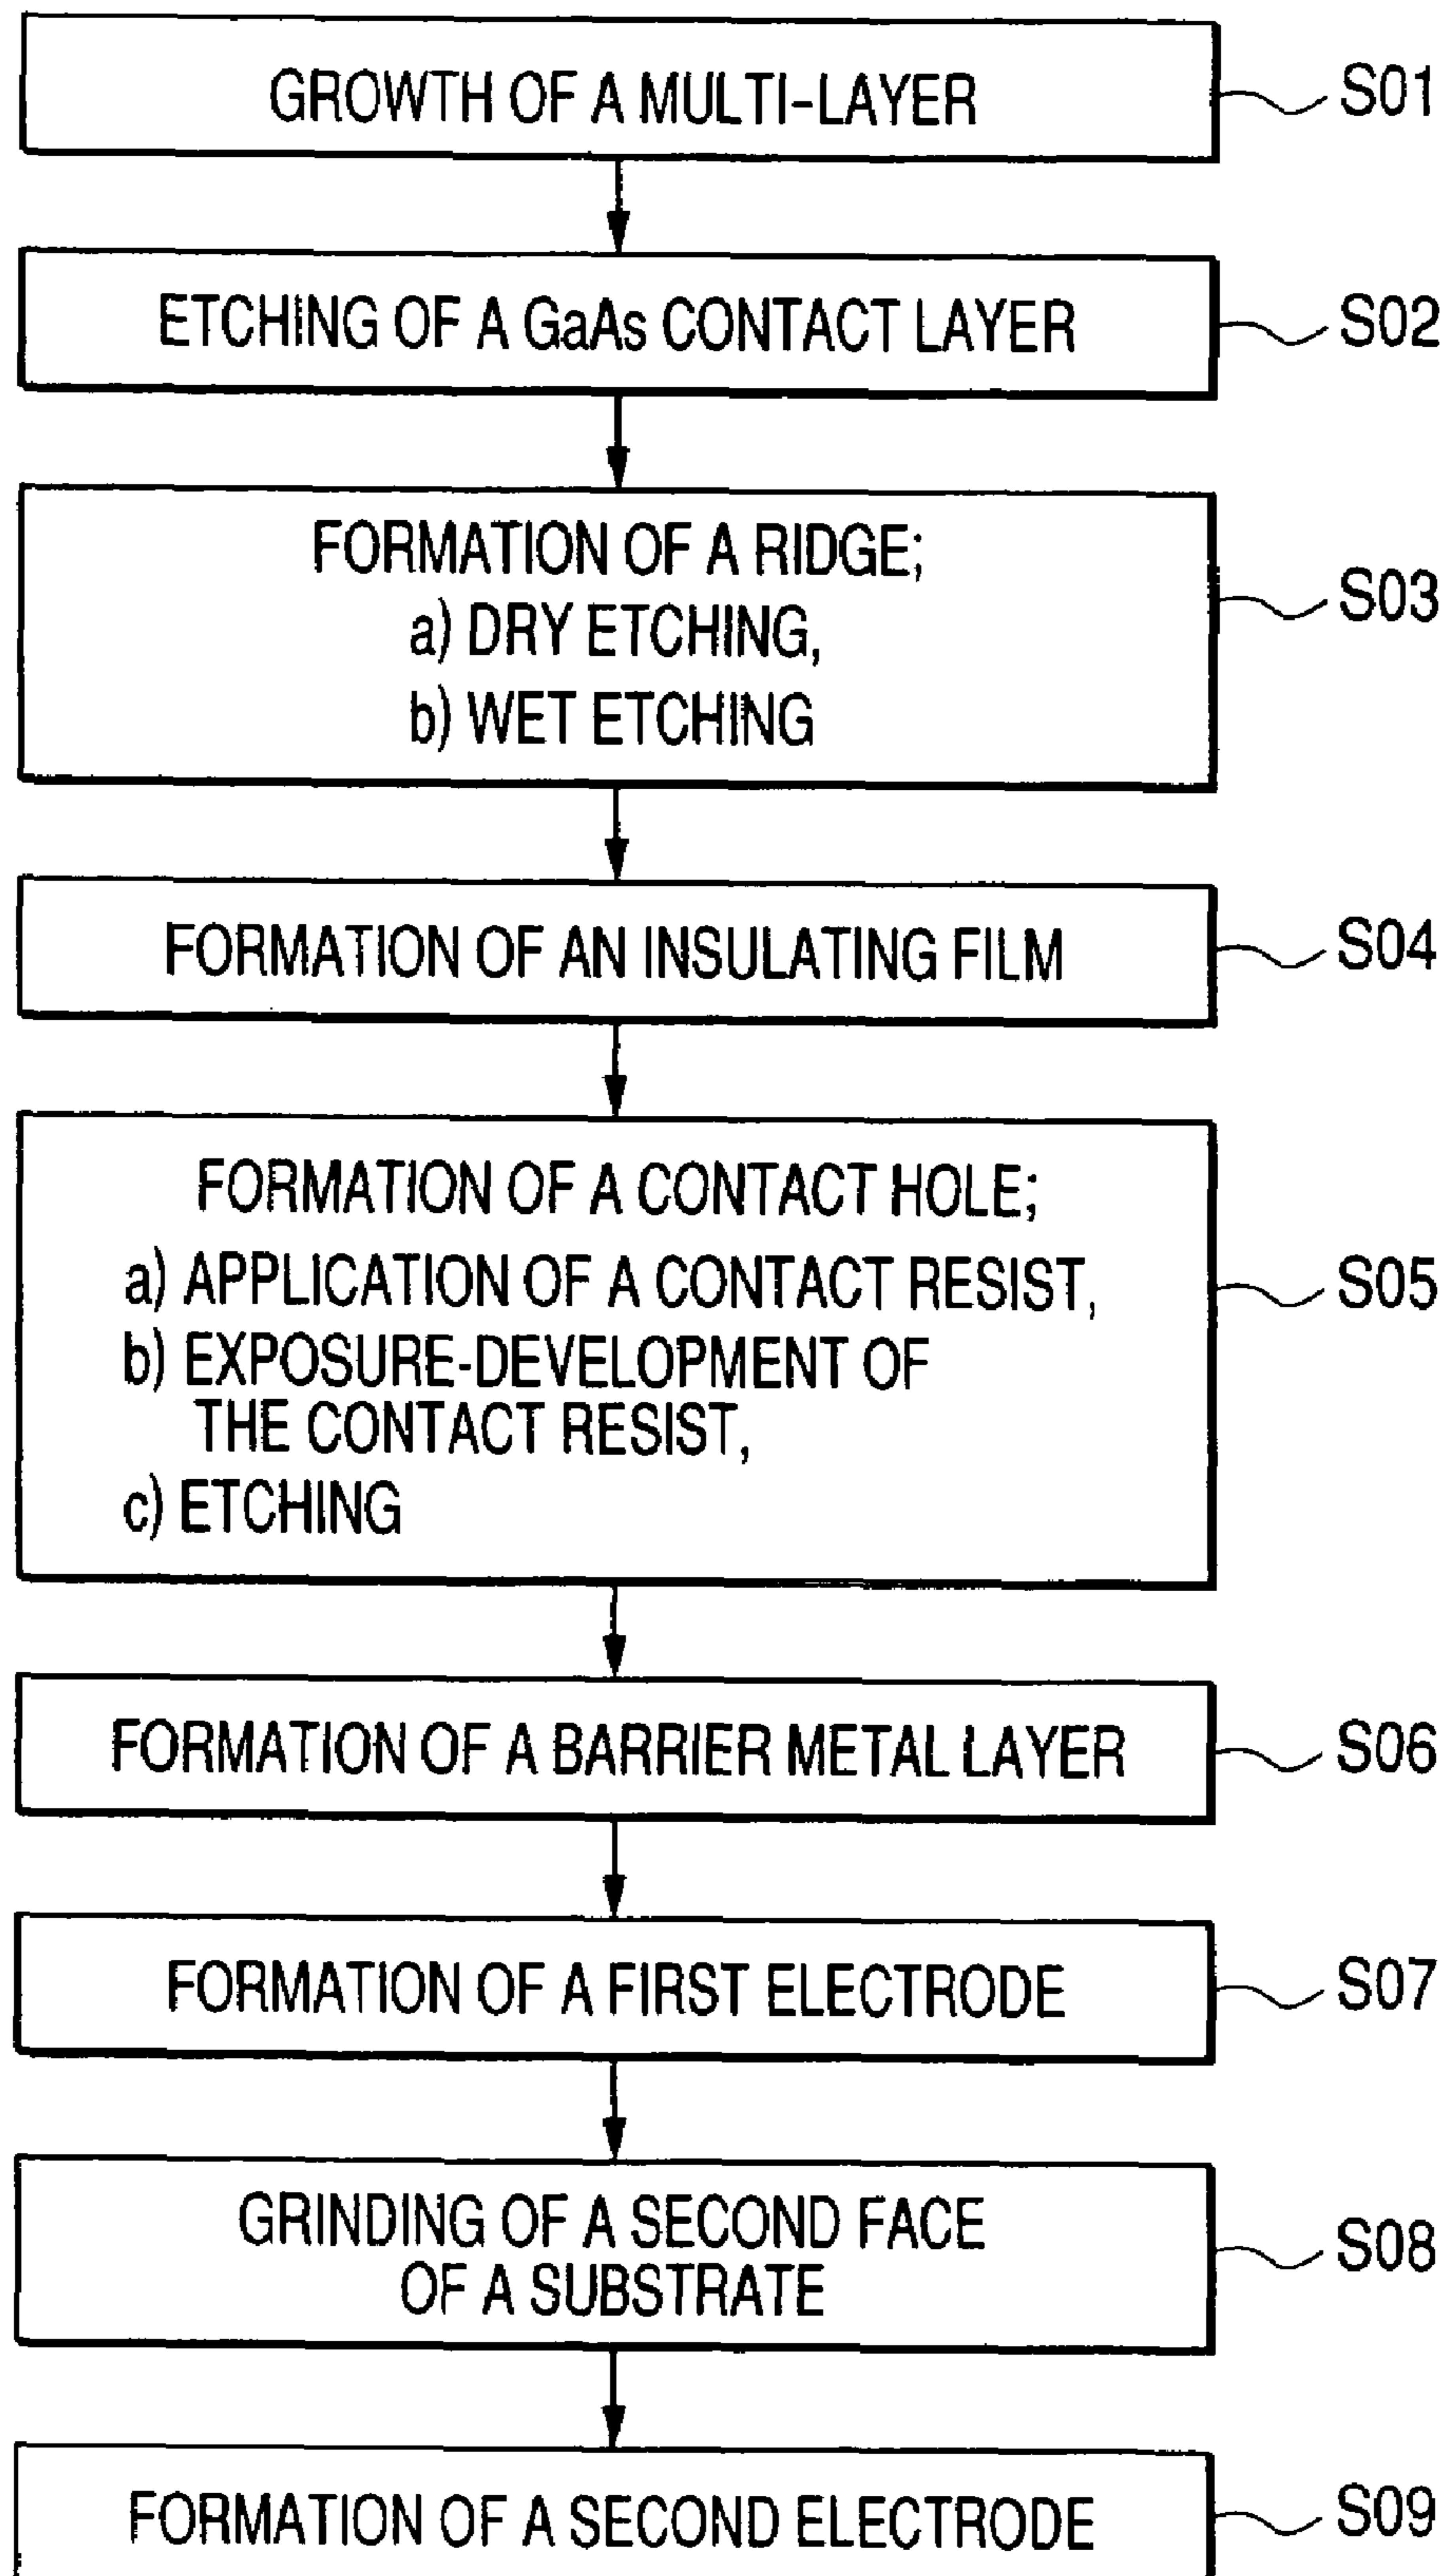 GROWTH OF A MULTI-LAYER
S01
ETCHING OF A GaAs CONTACT LAYER
S02
FORMATION OF A RIDGE;
a) DRY ETCHING,
b) WET ETCHING
S03
FORMATION OF AN INSULATING FILM
S04
FORMATION OF A CONTACT HOLE;
a) APPLICATION OF A CONTACT RESIST,
b) EXPOSURE-DEVELOPMENT OF
THE CONTACT RESIST,
c) ETCHING
S05
FORMATION OF A BARRIER METAL LAYER
S06
FORMATION OF A FIRST ELECTRODE
S07
GRINDING OF A SECOND FACE
OF A SUBSTRATE
S08
FORMATION OF A SECOND ELECTRODE
S09